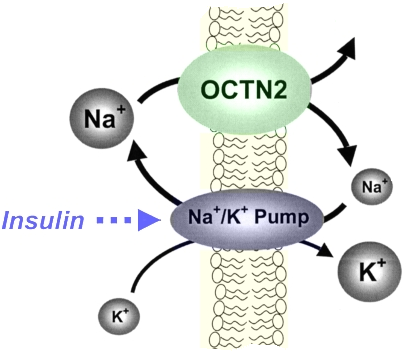 OCTN2
Na⁺
Na⁺
Insulin
Na⁺/K⁺ Pump
K⁺
K⁺